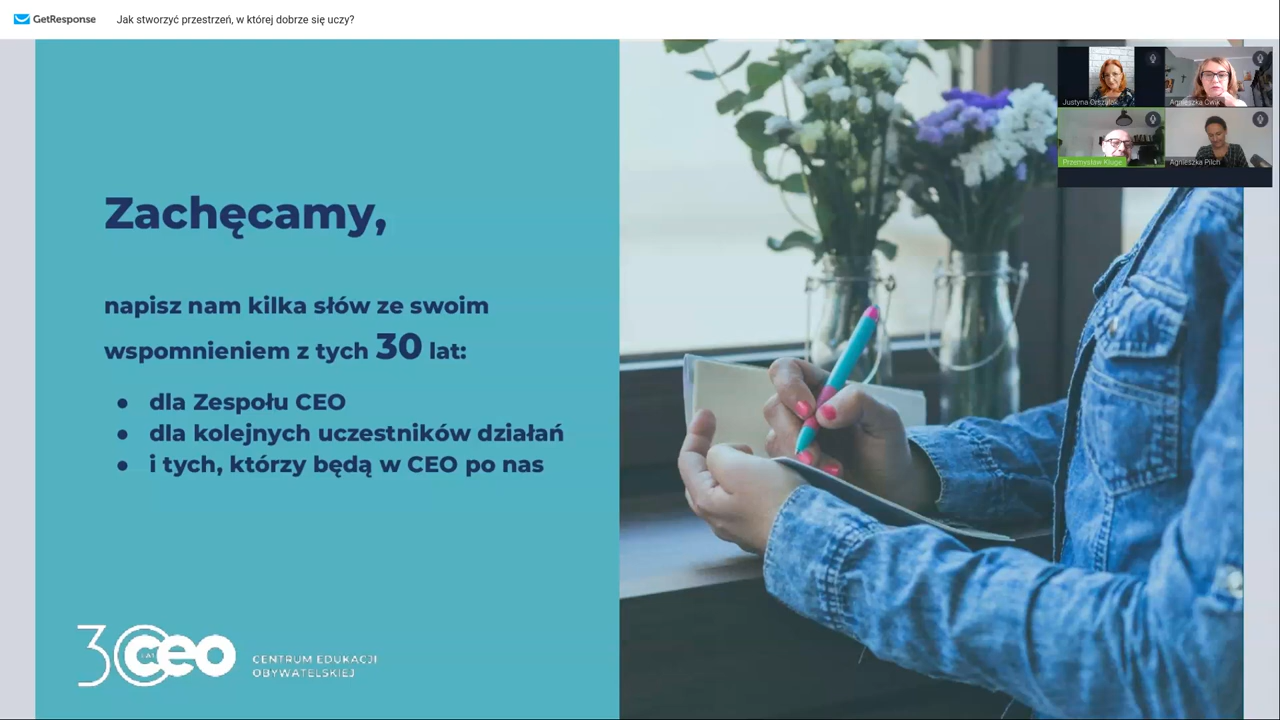 GetResponse
Jak stworzyć przestrzeń, w której dobrze się uczy?
Zachęcamy,
napisz nam kilka słów ze swoim
wspomnieniem z tych 30 lat:
● dla Zespołu CEO
● dla kolejnych uczestników działań
● i tych, którzy będą w CEO po nas
Justyna Orszulak
Agnieszka Ćwik
Przemysław Kluge
Agnieszka Pilch
30 ceo
CENTRUM EDUKACJI
OBYWATELSKIEJ